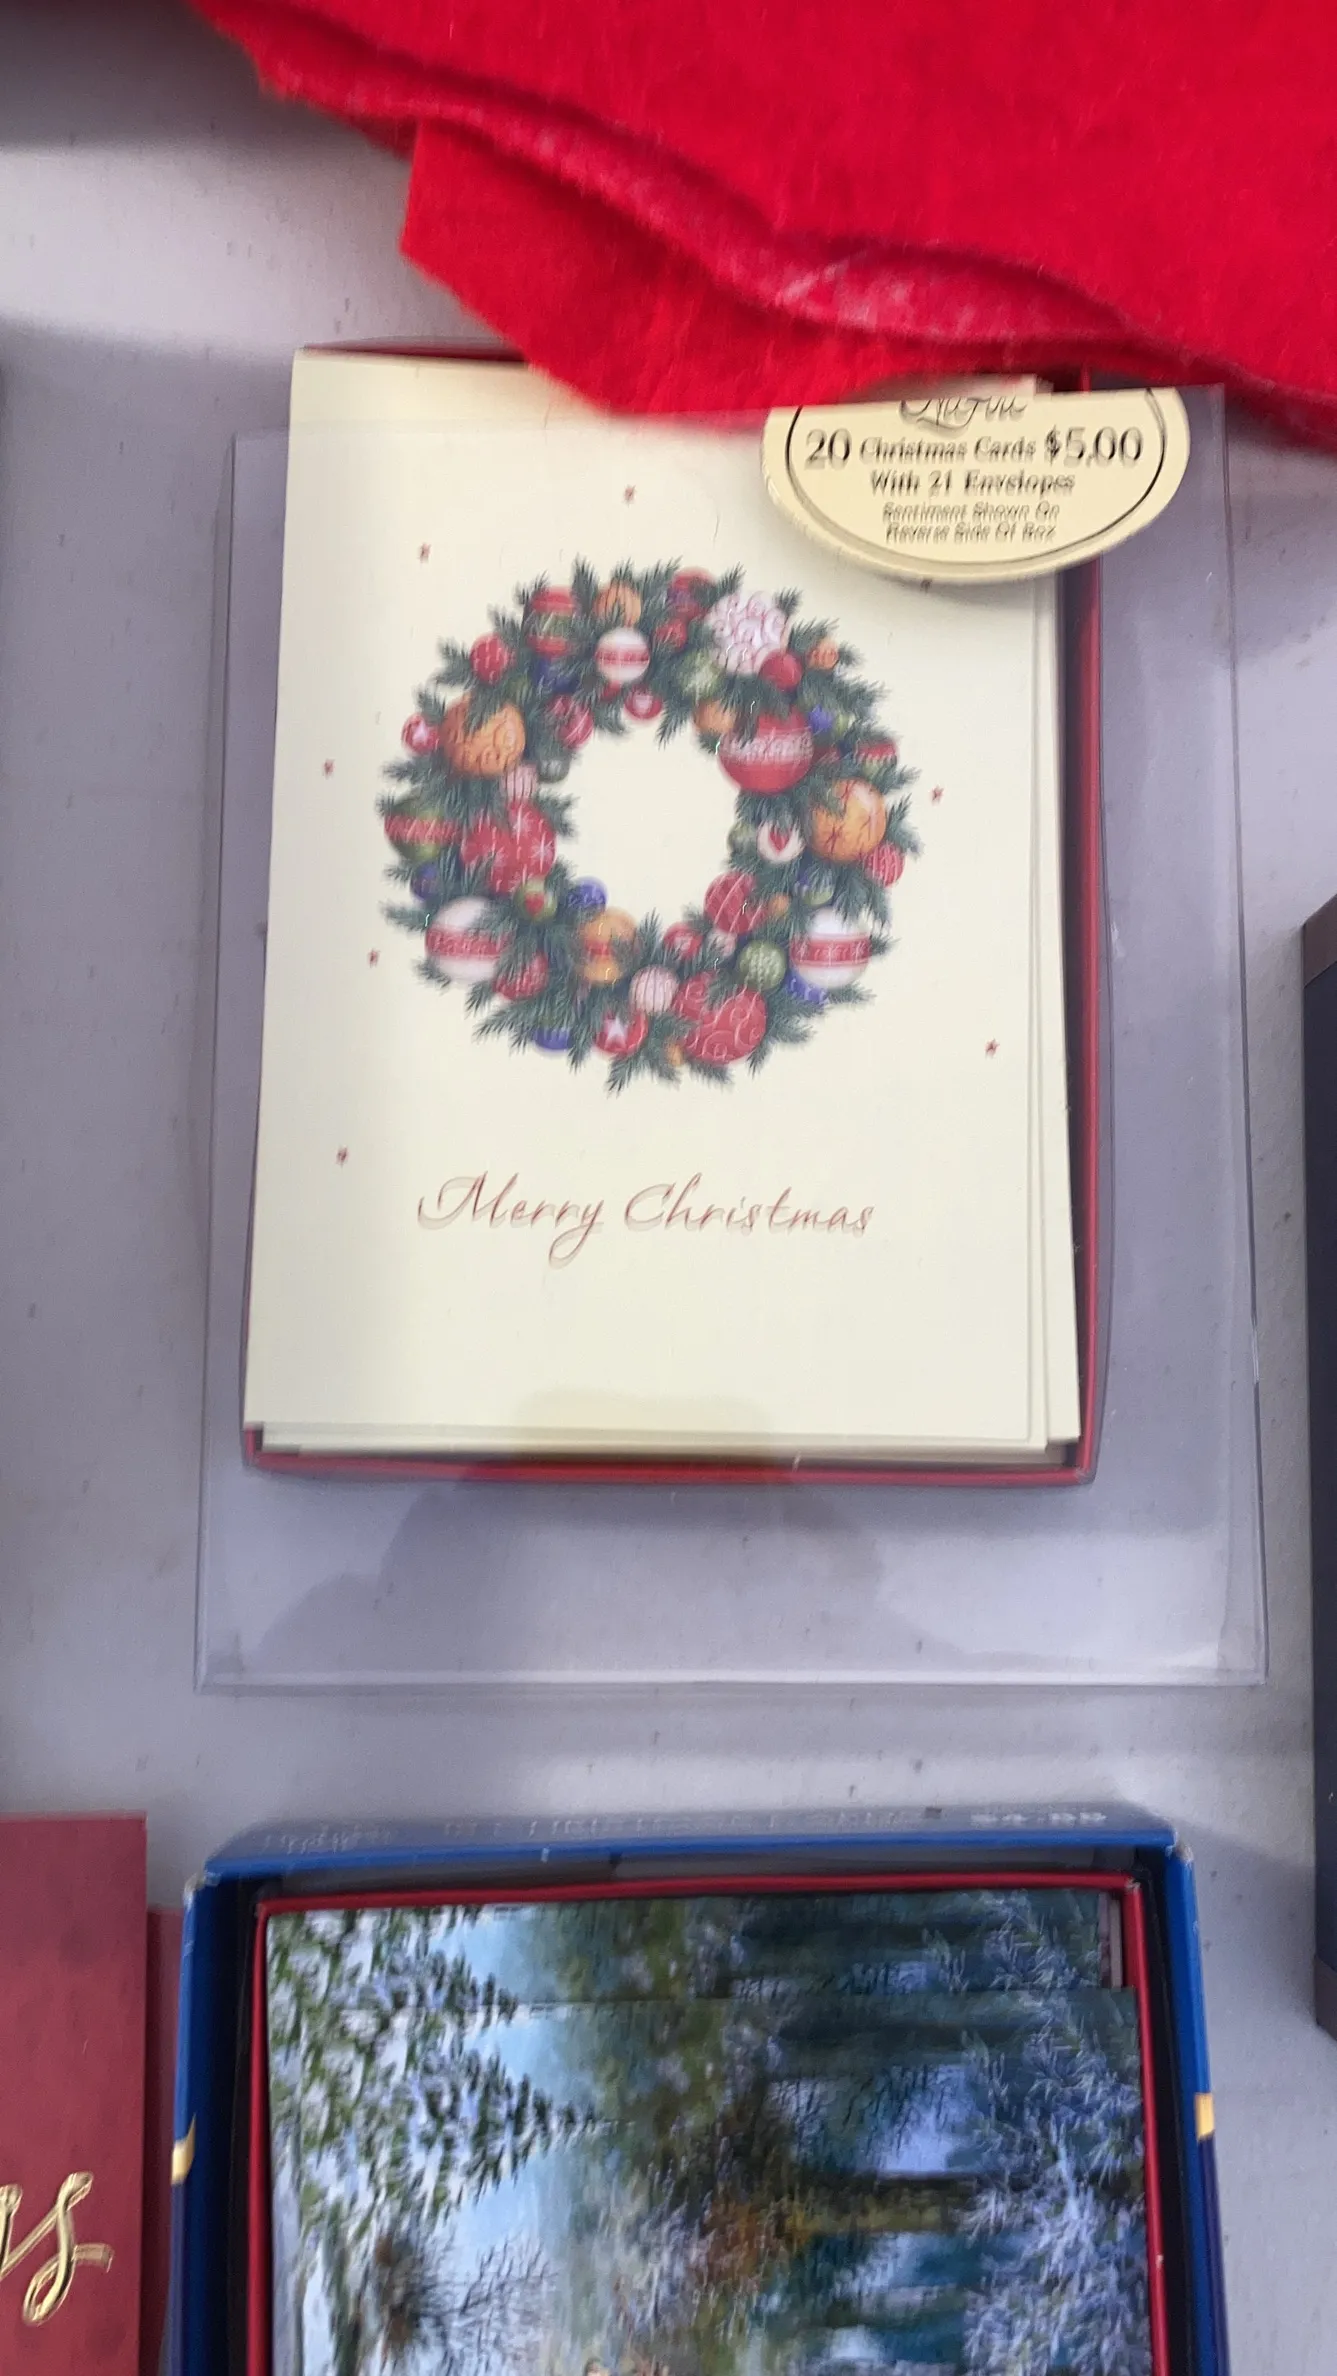 20 Christmas Cards $5.00
With 21 Envelopes
Sentiment Shown On
Reverse Side Of Box
Merry Christmas